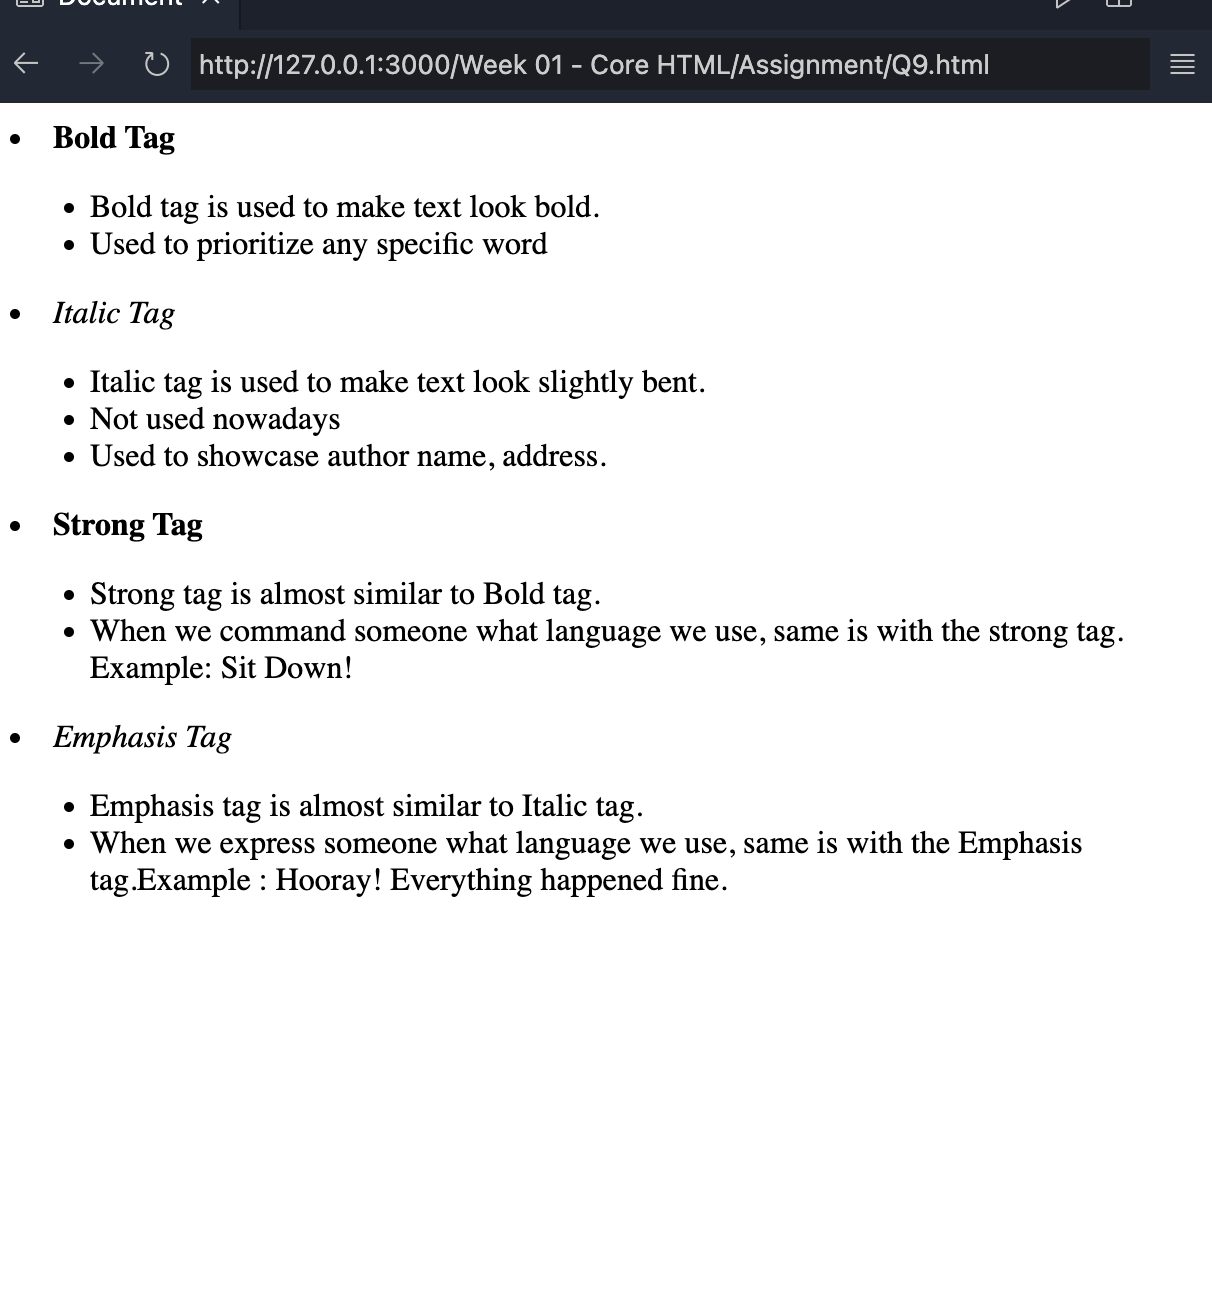 Document
http://127.0.0.1:3000/Week 01 - Core HTML/Assignment/Q9.html
Bold Tag
Bold tag is used to make text look bold.
Used to prioritize any specific word
Italic Tag
Italic tag is used to make text look slightly bent.
Not used nowadays
Used to showcase author name, address.
Strong Tag
Strong tag is almost similar to Bold tag.
When we command someone what language we use, same is with the strong tag.
Example: Sit Down!
Emphasis Tag
Emphasis tag is almost similar to Italic tag.
When we express someone what language we use, same is with the Emphasis
tag.Example : Hooray! Everything happened fine.